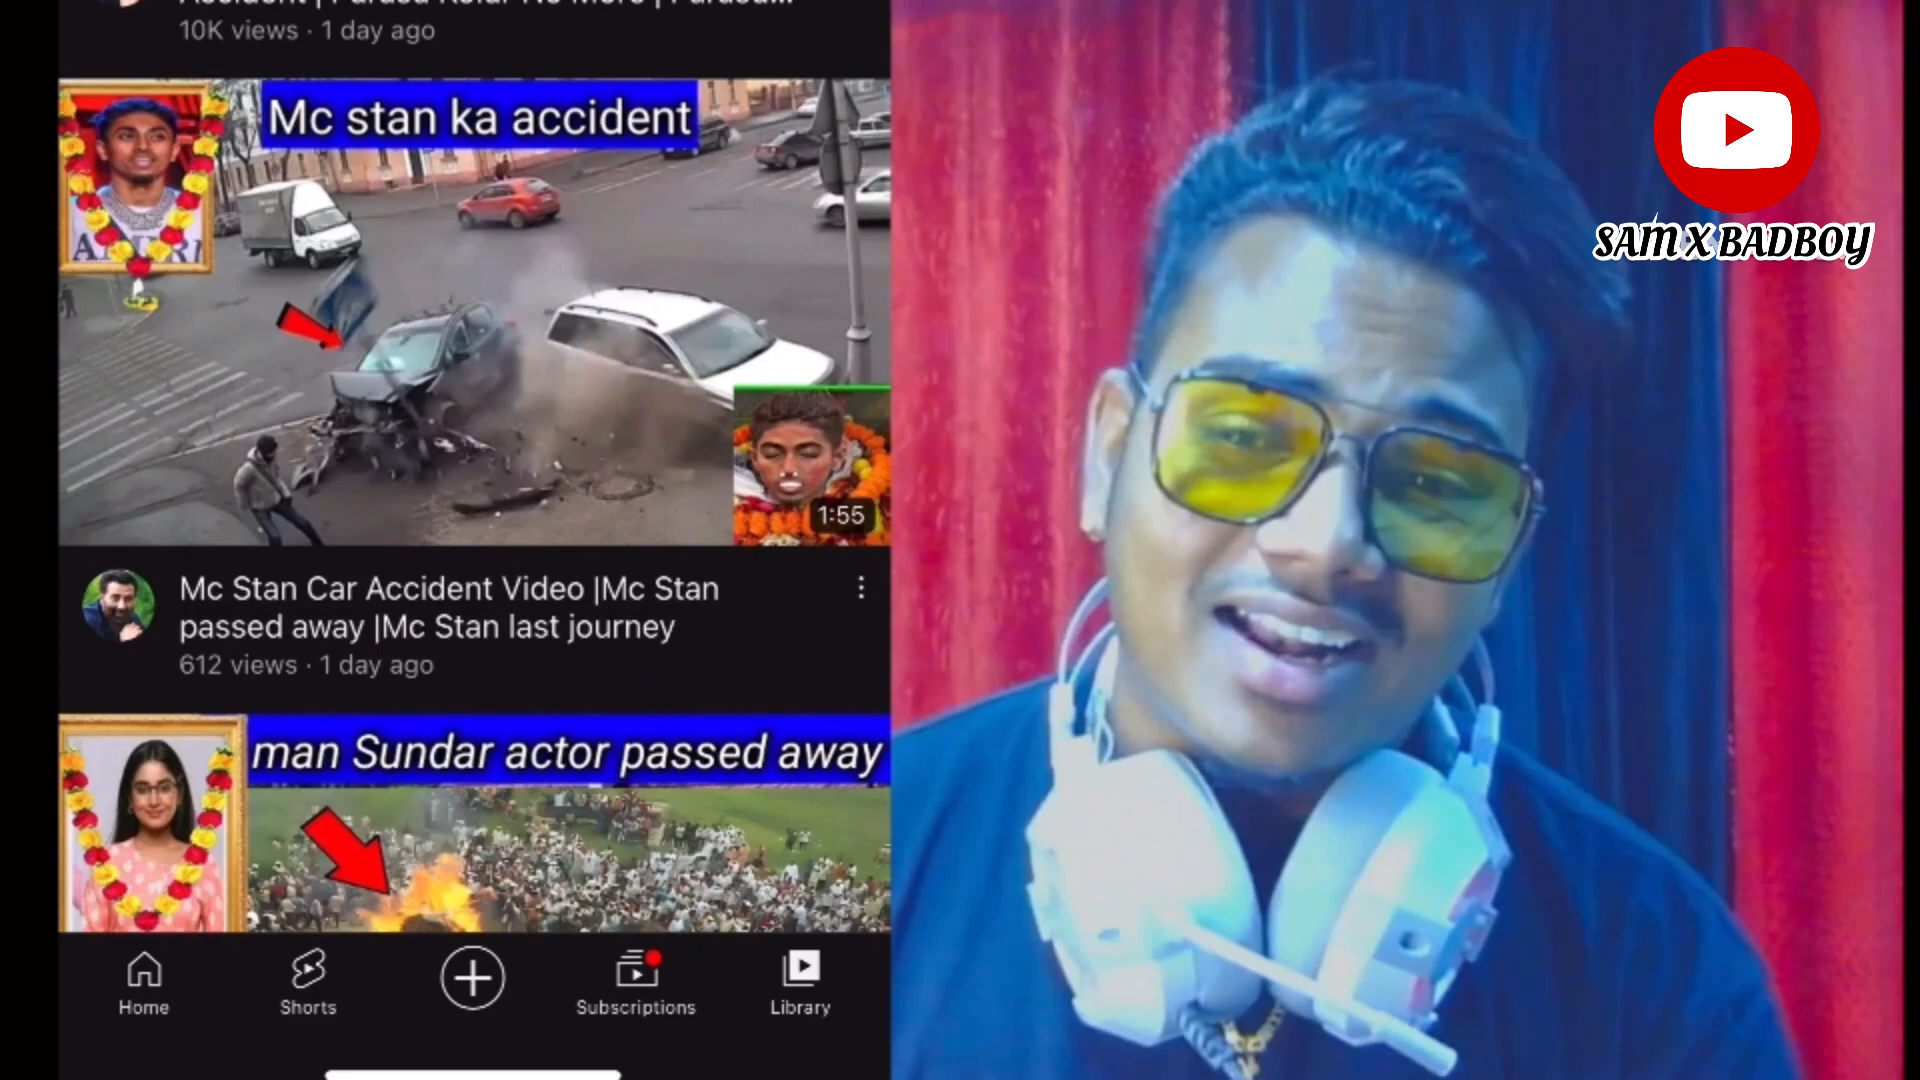 10K views · 1 day ago
Mc stan ka accident
1:55
Mc Stan Car Accident Video |Mc Stan
passed away |Mc Stan last journey
612 views · 1 day ago
man Sundar actor passed away
Home
Shorts
Subscriptions
Library
SAM X BADBOY